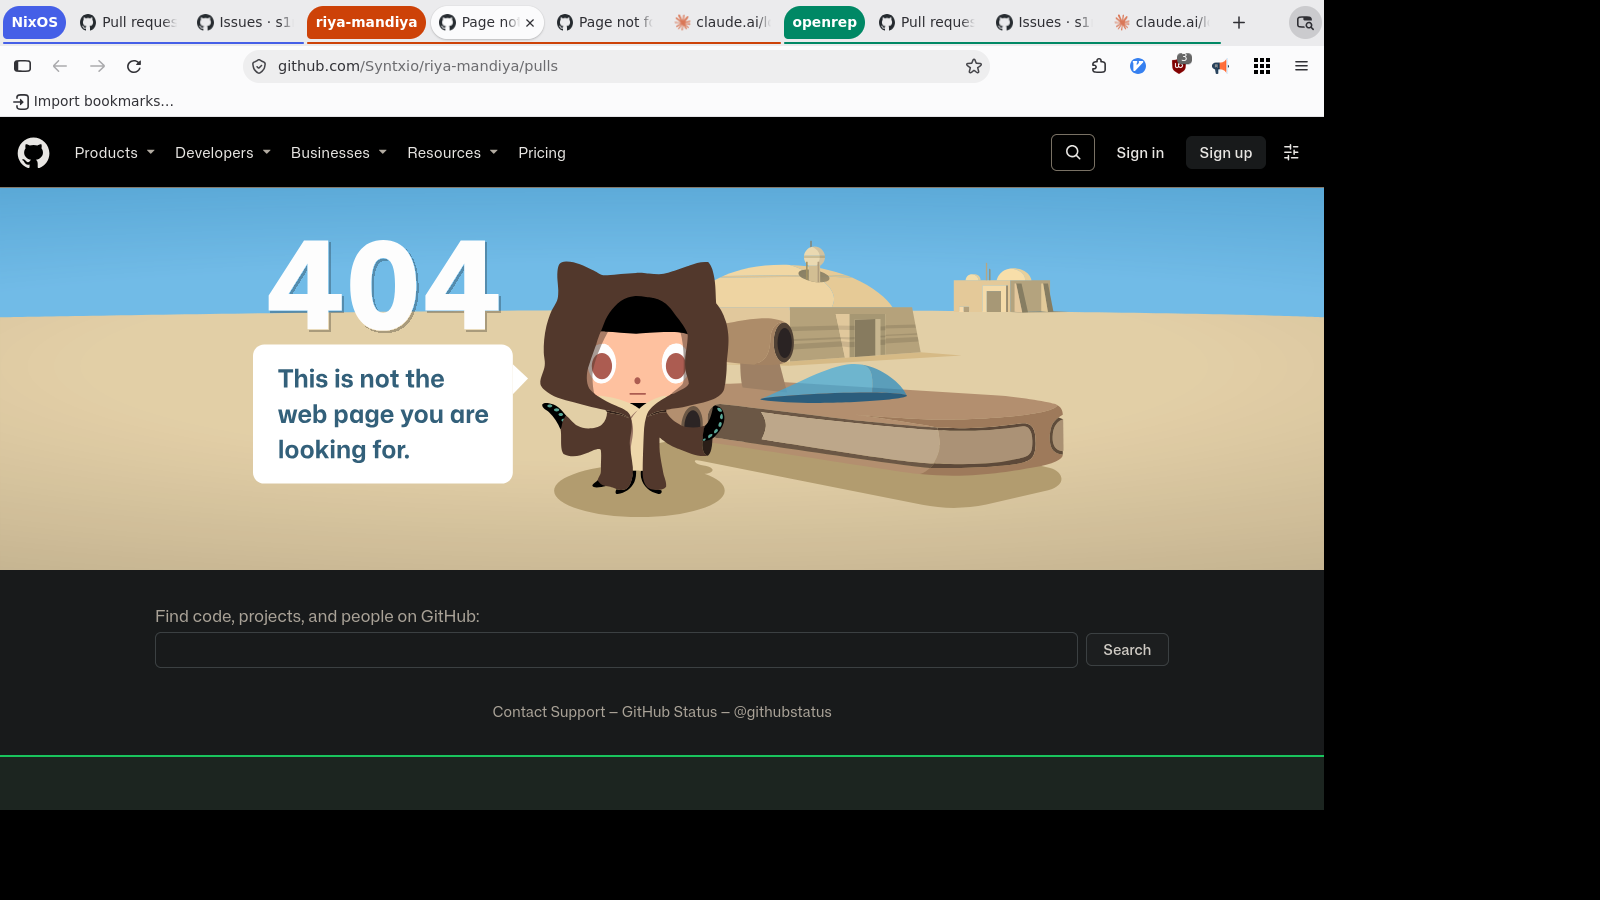 NixOS Pull reques Issues · s1 riya-mandiya Page not Page not f claude.ai/l openrep Pull reques Issues · s1 claude.ai/l
github.com/Syntxio/riya-mandiya/pulls 3
Import bookmarks…
Products Developers Businesses Resources Pricing Sign in Sign up
404
This is not the
web page you are
looking for.
Find code, projects, and people on GitHub:
Search
Contact Support — GitHub Status — @githubstatus